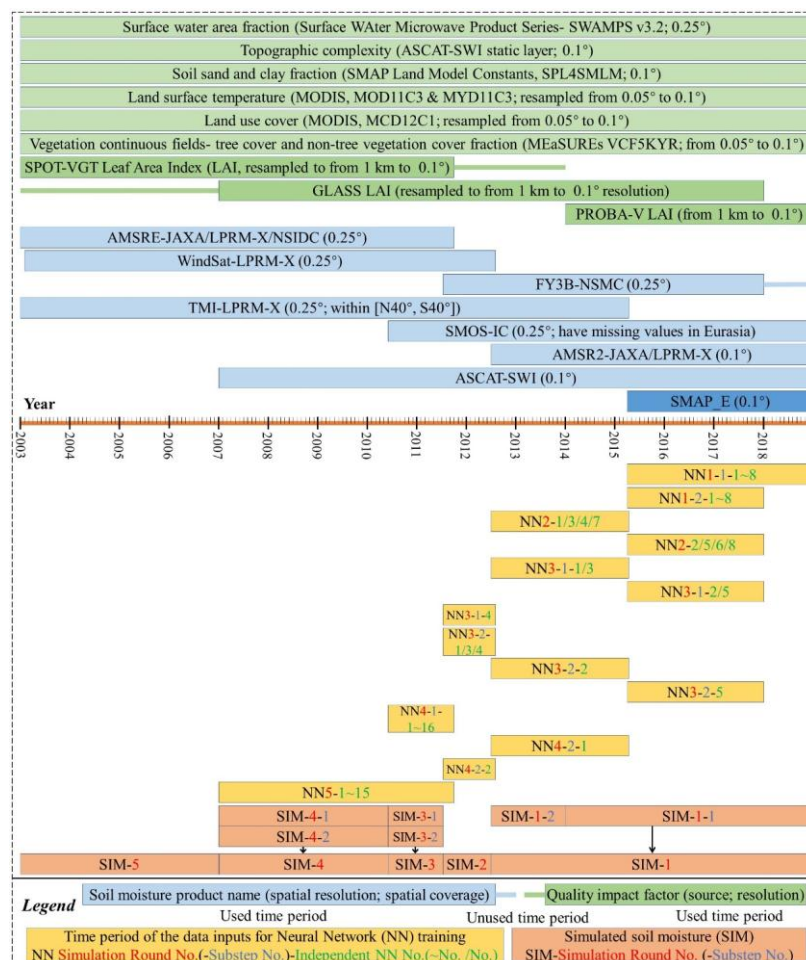 Surface water area fraction (Surface WAter Microwave Product Series- SWAMPS v3.2; 0.25°)
Topographic complexity (ASCAT-SWI static layer; 0.1°)
Soil sand and clay fraction (SMAP Land Model Constants, SPL4SMLM; 0.1°)
Land surface temperature (MODIS, MOD11C3 & MYD11C3; resampled from 0.05° to 0.1°)
Land use cover (MODIS, MCD12C1; resampled from 0.05° to 0.1°)
Vegetation continuous fields- tree cover and non-tree vegetation cover fraction (MEaSUREs VCF5KYR; from 0.05° to 0.1°)
SPOT-VGT Leaf Area Index (LAI, resampled to from 1 km to 0.1°)
GLASS LAI (resampled to from 1 km to 0.1° resolution)
PROBA-V LAI (from 1 km to 0.1°)
AMSRE-JAXA/LPRM-X/NSIDC (0.25°)
WindSat-LPRM-X (0.25°)
FY3B-NSMC (0.25°)
TMI-LPRM-X (0.25°; within [N40°, S40°])
SMOS-IC (0.25°; have missing values in Eurasia)
AMSR2-JAXA/LPRM-X (0.1°)
ASCAT-SWI (0.1°)
Year
SMAP_E (0.1°)
2003 2004 2005 2006 2007 2008 2009 2010 2011 2012 2013 2014 2015 2016 2017 2018
NN1-1-1~8
NN1-2-1~8
NN2-1/3/4/7
NN2-2/5/6/8
NN3-1-1/3
NN3-1-2/5
NN3-1-4
NN3-2-
1/3/4
NN3-2-2
NN3-2-5
NN4-1-
1~16
NN4-2-1
NN4-2-2
NN5-1~15
SIM-4-1 SIM-3-1 SIM-1-2 SIM-1-1
SIM-4-2 SIM-3-2
SIM-5 SIM-4 SIM-3 SIM-2 SIM-1
Legend
Soil moisture product name (spatial resolution; spatial coverage) Quality impact factor (source; resolution)
Used time period Unused time period Used time period
Time period of the data inputs for Neural Network (NN) training
NN Simulation Round No.(-Substep No.)-Independent NN No.(~No. /No.)
Simulated soil moisture (SIM)
SIM-Simulation Round No.(-Substep No.)